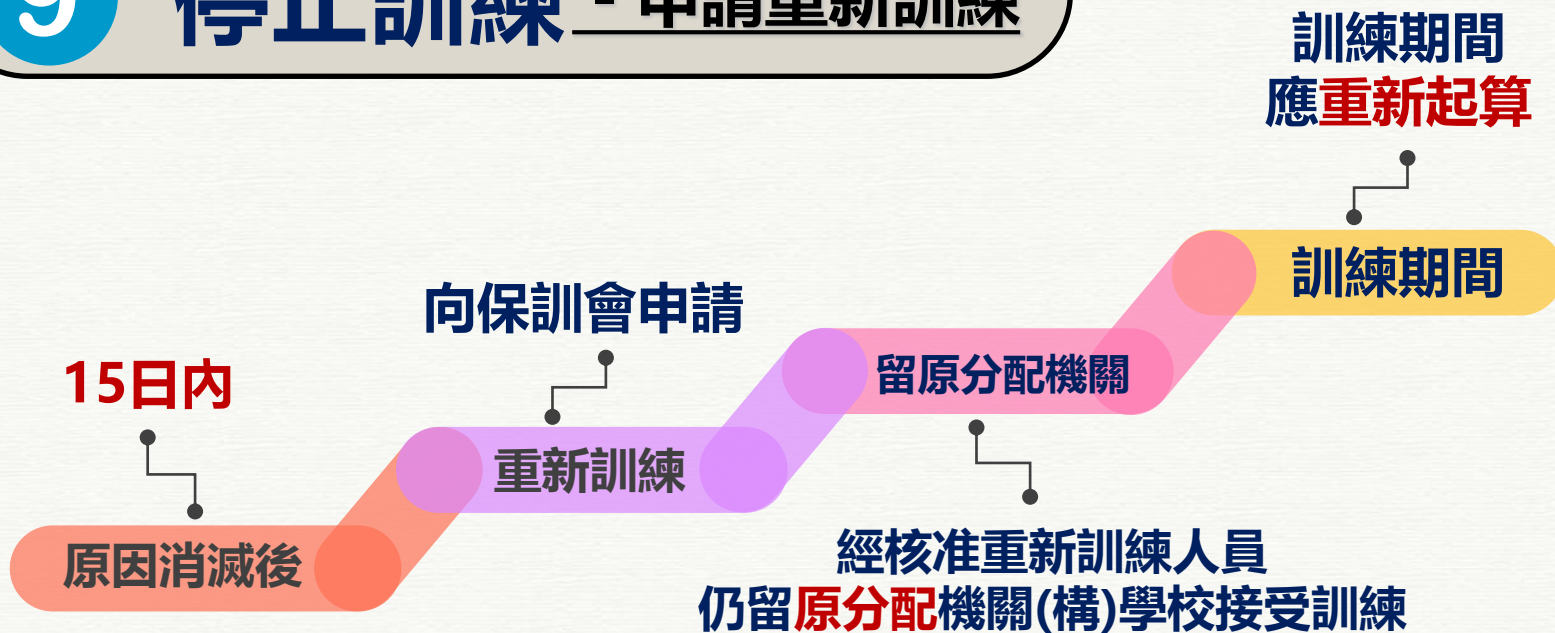 9
停止訓練-申請重新訓練
訓練期間
應重新起算
訓練期間
向保訓會申請
留原分配機關
15日內
重新訓練
原因消滅後
經核准重新訓練人員
仍留原分配機關(構)學校接受訓練